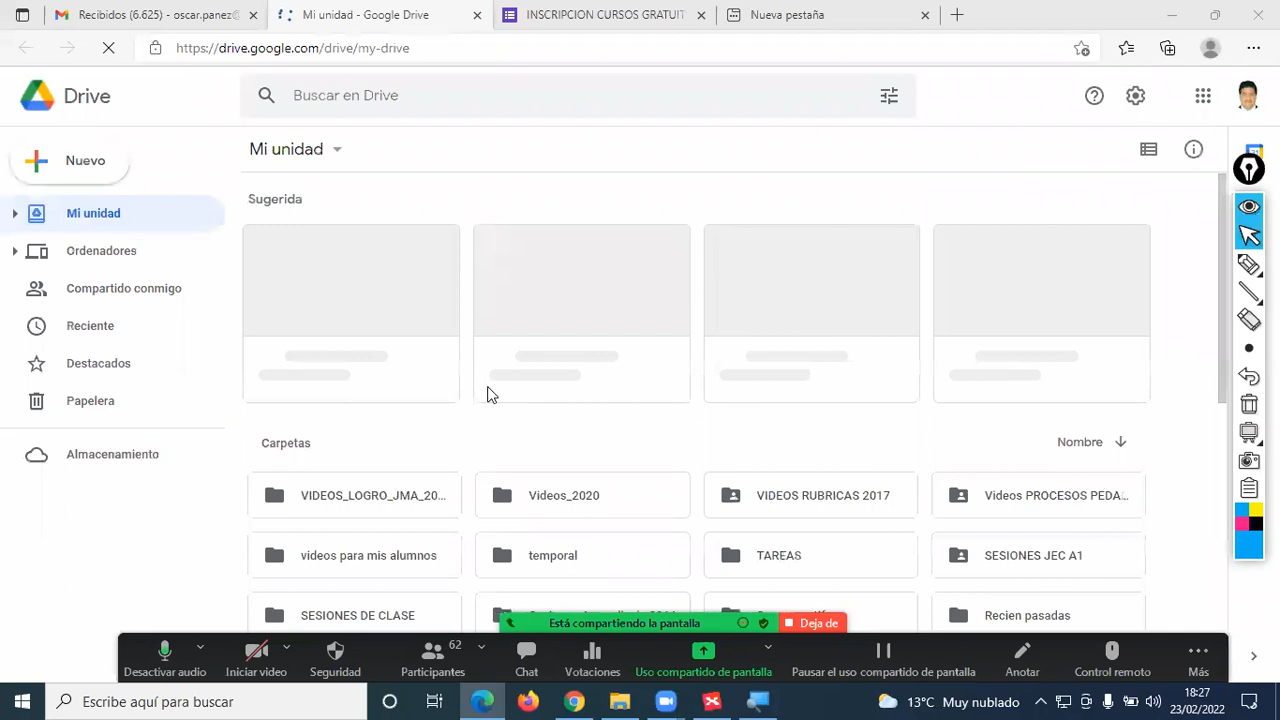 Recibidos (6.625) - oscar.panez@
Mi unidad - Google Drive
INSCRIPCION CURSOS GRATUIT
Nueva pestaña
https://drive.google.com/drive/my-drive
Drive
Buscar en Drive
Nuevo
Mi unidad
Mi unidad
Sugerida
Ordenadores
Compartido conmigo
Reciente
Destacados
Papelera
Almacenamiento
Carpetas
Nombre
VIDEOS_LOGRO_JMA_20...
Videos_2020
VIDEOS RUBRICAS 2017
Videos PROCESOS PEDA...
videos para mis alumnos
temporal
TAREAS
SESIONES JEC A1
SESIONES DE CLASE
Recien pasadas
Está compartiendo la pantalla
Deja de
62
Desactivar audio
Iniciar video
Seguridad
Participantes
Chat
Votaciones
Uso compartido de pantalla
Pausar el uso compartido de pantalla
Anotar
Control remoto
Más
Escribe aquí para buscar
13°C Muy nublado
18:27
23/02/2022